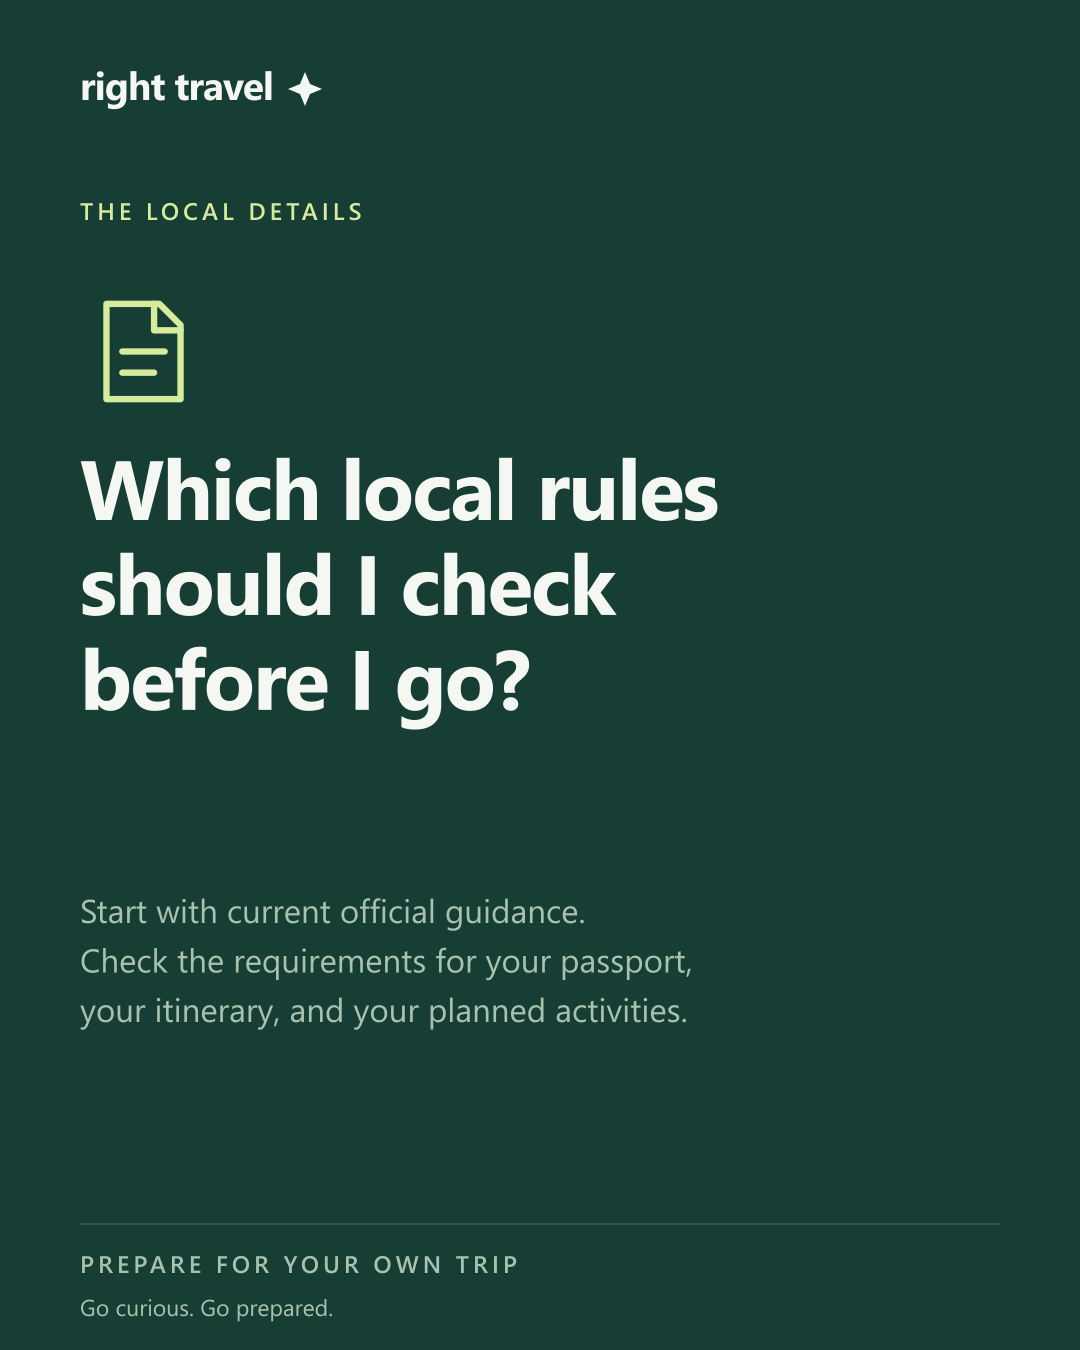 right travel
THE LOCAL DETAILS
Which local rules
should I check
before I go?
Start with current official guidance.
Check the requirements for your passport,
your itinerary, and your planned activities.
PREPARE FOR YOUR OWN TRIP
Go curious. Go prepared.